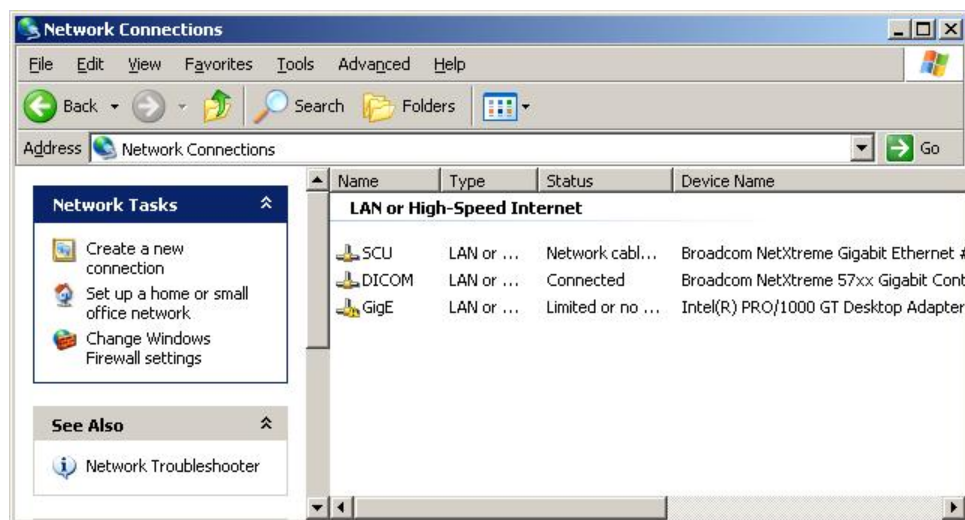 Network Connections
File Edit View Favorites Tools Advanced Help
Back Search Folders
Address Network Connections Go
Network Tasks
Create a new
connection
Set up a home or small
office network
Change Windows
Firewall settings
See Also
Network Troubleshooter
Name Type Status Device Name
LAN or High-Speed Internet
SCU LAN or ... Network cabl... Broadcom NetXtreme Gigabit Ethernet #
DICOM LAN or ... Connected Broadcom NetXtreme 57xx Gigabit Cont
GigE LAN or ... Limited or no ... Intel(R) PRO/1000 GT Desktop Adapter